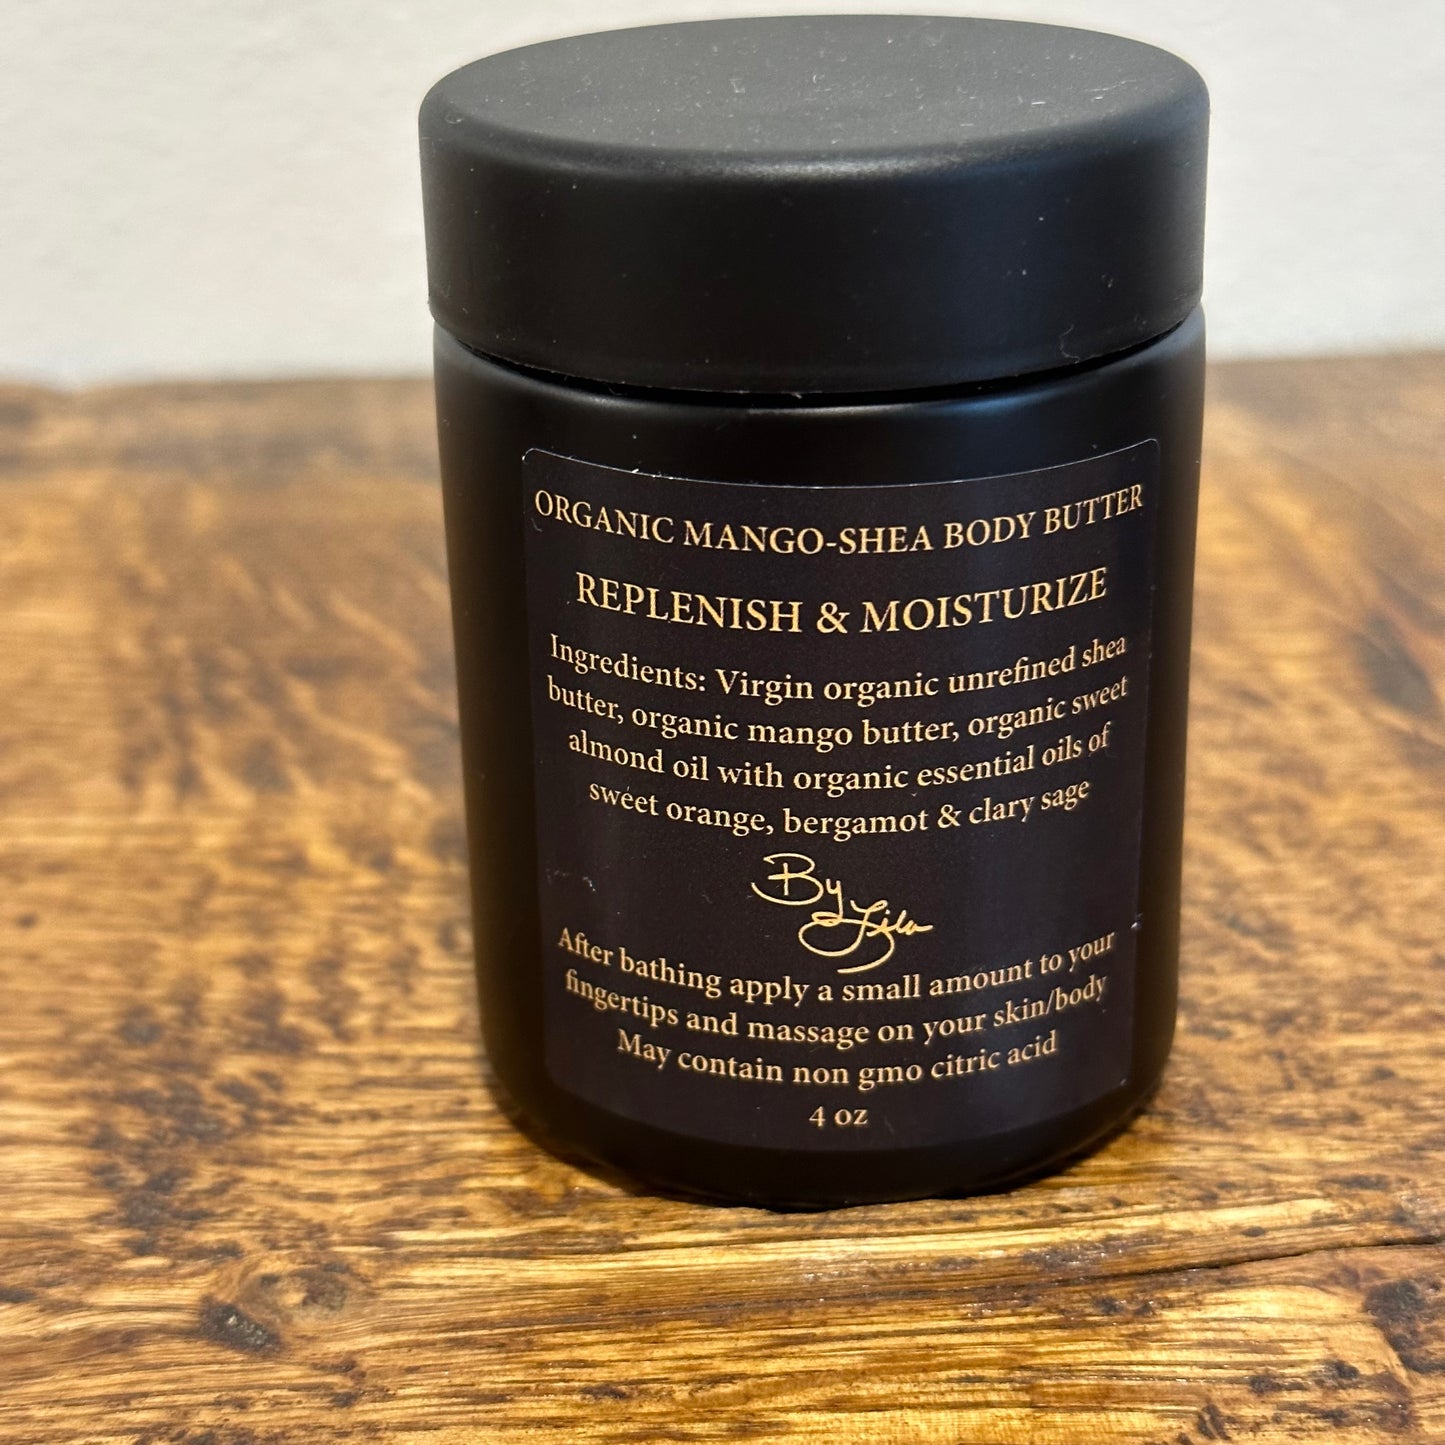 ORGANIC MANGO-SHEA BODY BUTTER
REPLENISH & MOISTURIZE
Ingredients: Virgin organic unrefined shea
butter, organic mango butter, organic sweet
almond oil with organic essential oils of
sweet orange, bergamot & clary sage
By
After bathing apply a small amount to your
fingertips and massage on your skin/body
May contain non gmo citric acid
4 oz